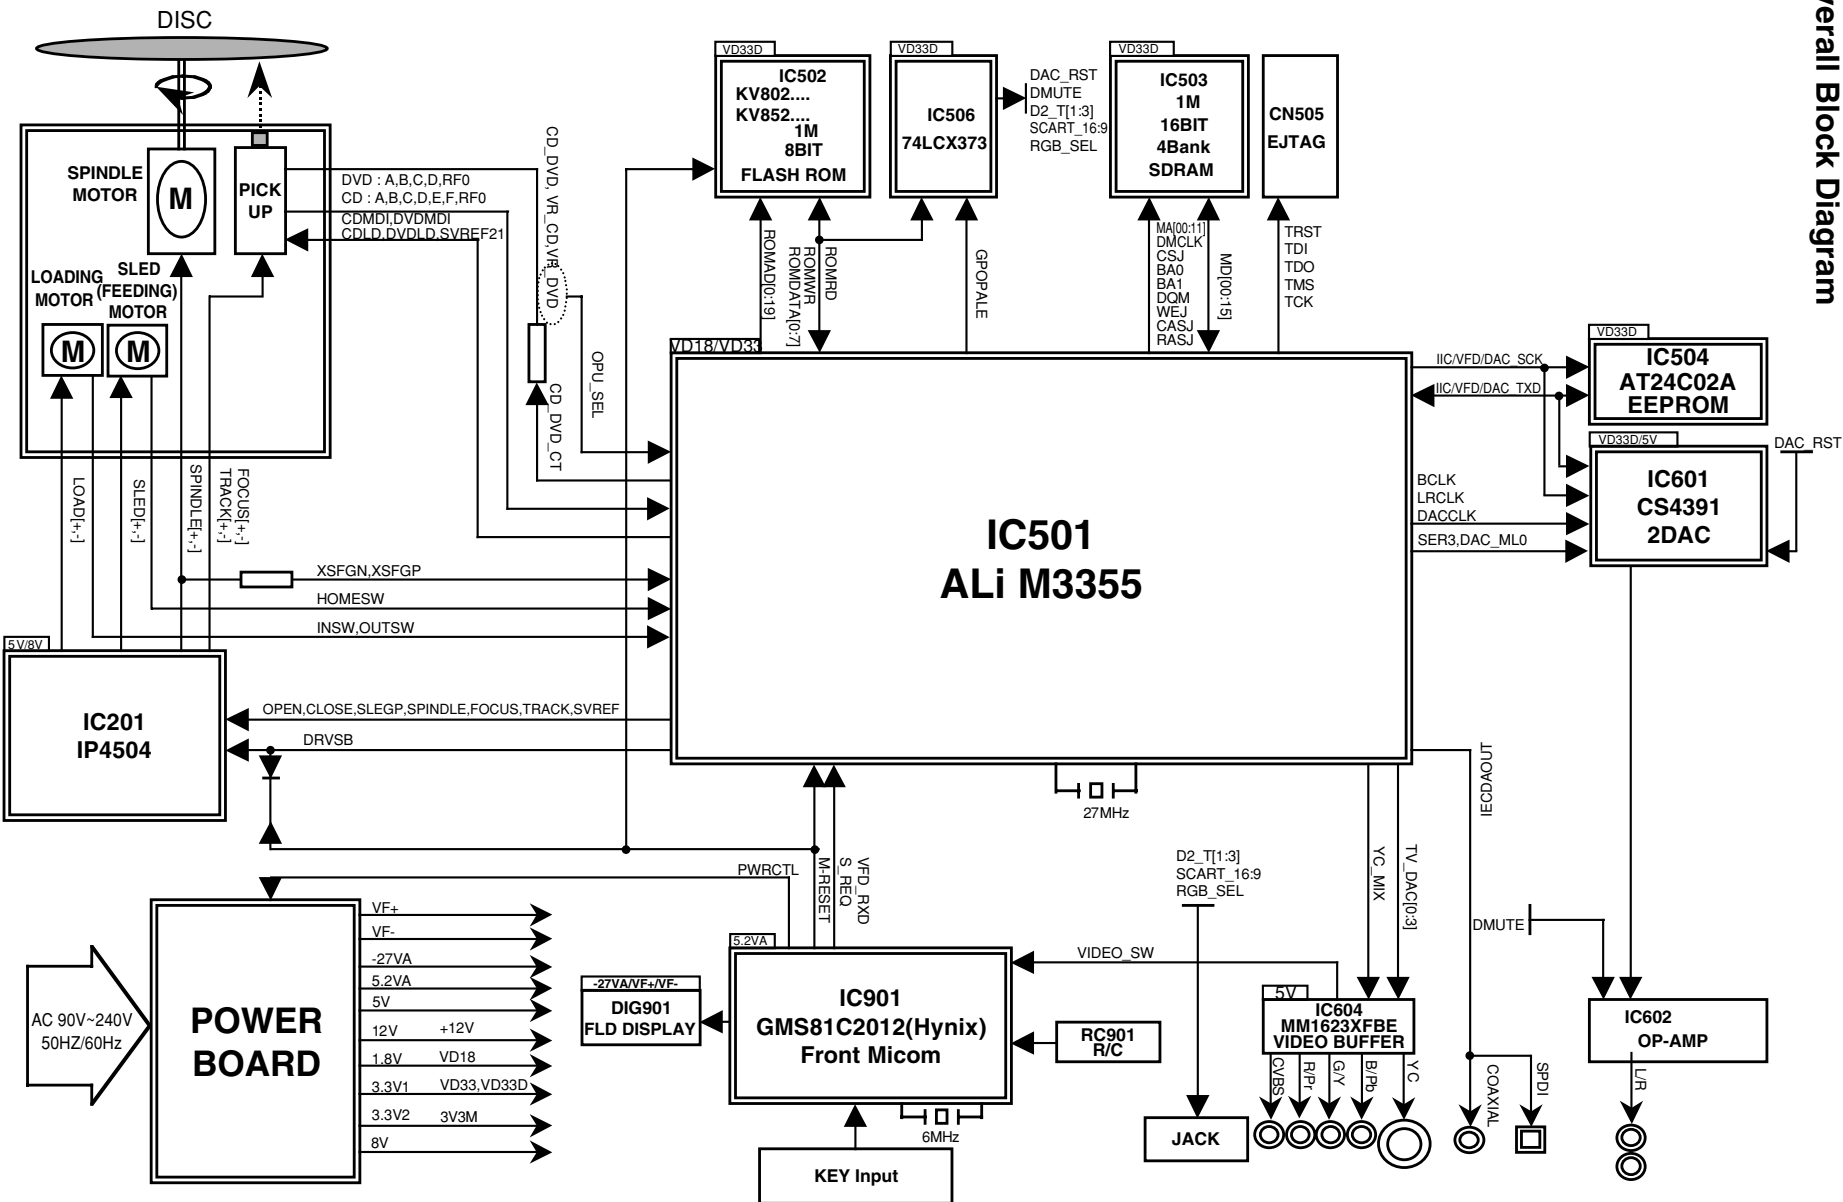 verall Block Diagram
DISC
SPINDLE
MOTOR
M
PICK
UP
LOADING
MOTOR
SLED
(FEEDING)
MOTOR
M
M
DVD : A,B,C,D,RF0
CD : A,B,C,D,E,F,RF0
CDMDI,DVDMDI
CDLD,DVDLD,SVREF21
CD_DVD, VR_CD,VR_DVD
OPU_SEL
CD_DVD_CT
LOAD[+,-]
SLED[+,-]
SPINDLE[+,-]
FOCUS[+,-]
TRACK[+,-]
XSFGN,XSFGP
HOMESW
INSW,OUTSW
5V/8V
IC201
IP4504
OPEN,CLOSE,SLEGP,SPINDLE,FOCUS,TRACK,SVREF
DRVSB
VD33D
IC502
KV802....
KV852....
1M
8BIT
FLASH ROM
VD33D
IC506
74LCX373
DAC_RST
DMUTE
D2_T[1:3]
SCART_16:9
RGB_SEL
VD33D
IC503
1M
16BIT
4Bank
SDRAM
CN505
EJTAG
ROMAD[0:19]
ROMRD
ROMWR
ROMDATA[0:7]
GPOPALE
MA[00:11]
DMCLK
CSJ
BA0
BA1
DQM
WEJ
CASJ
RASJ
MD[00:15]
TRST
TDI
TDO
TMS
TCK
VD18/VD33
IC501
ALi M3355
27MHz
IIC/VFD/DAC_SCK
IIC/VFD/DAC_TXD
VD33D
IC504
AT24C02A
EEPROM
VD33D/5V
IC601
CS4391
2DAC
DAC_RST
BCLK
LRCLK
DACCLK
SER3,DAC_ML0
IECDAOUT
PWRCTL
M-RESET
S_REQ
VFD_RXD
D2_T[1:3]
SCART_16:9
RGB_SEL
YC_MIX
TV_DAC[0:3]
DMUTE
AC 90V~240V
50HZ/60Hz
POWER
BOARD
VF+
VF-
-27VA
5.2VA
5V
12V +12V
1.8V VD18
3.3V1 VD33,VD33D
3.3V2 3V3M
8V
-27VA/VF+/VF-
DIG901
FLD DISPLAY
5.2VA
IC901
GMS81C2012(Hynix)
Front Micom
6MHz
KEY Input
VIDEO_SW
RC901
R/C
JACK
5V
IC604
MM1623XFBE
VIDEO BUFFER
CVBS
R/Pr
G/Y
B/Pb
YC
COAXIAL
SPDI
IC602
OP-AMP
L/R